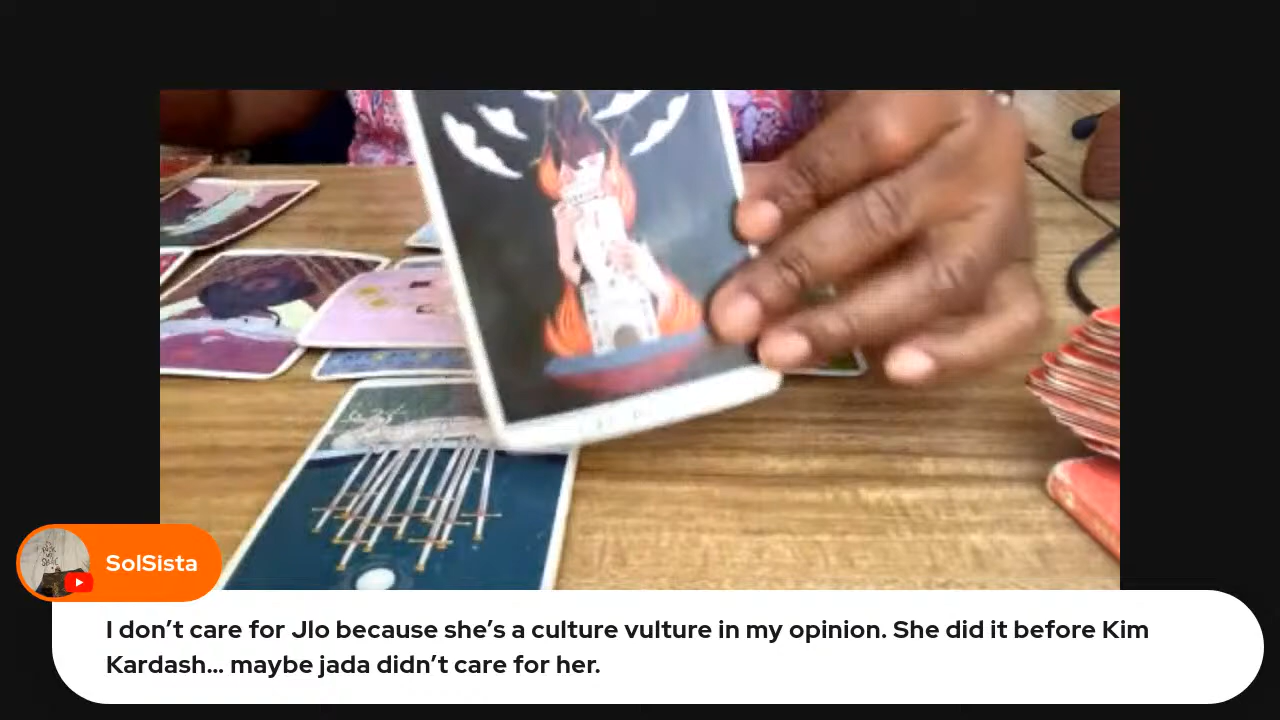 SolSista
I don’t care for Jlo because she’s a culture vulture in my opinion. She did it before Kim
Kardash... maybe jada didn’t care for her.